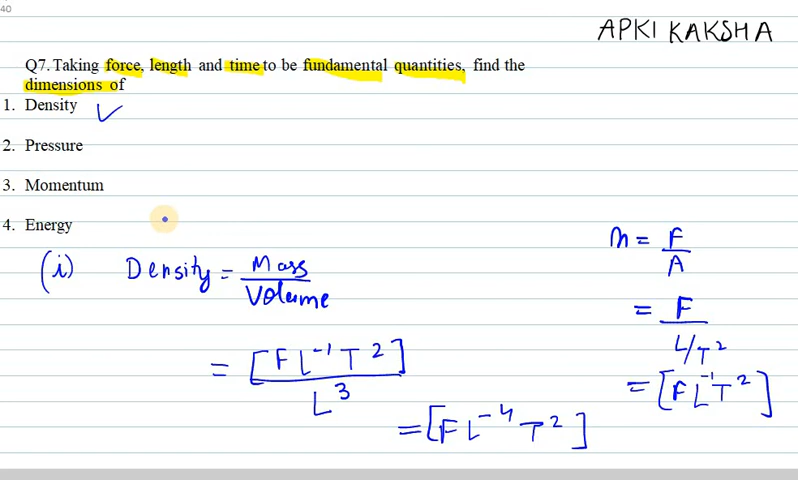 40
APKI KAKSHA
Q7. Taking force, length and time to be fundamental quantities, find the
dimensions of
1. Density ✓
2. Pressure
3. Momentum
4. Energy
(i) Density = Mass / Volume
= [F L⁻¹ T²] / L³
= [F L⁻⁴ T²]
m = F / A
= F / L/T²
= [F L⁻¹ T²]